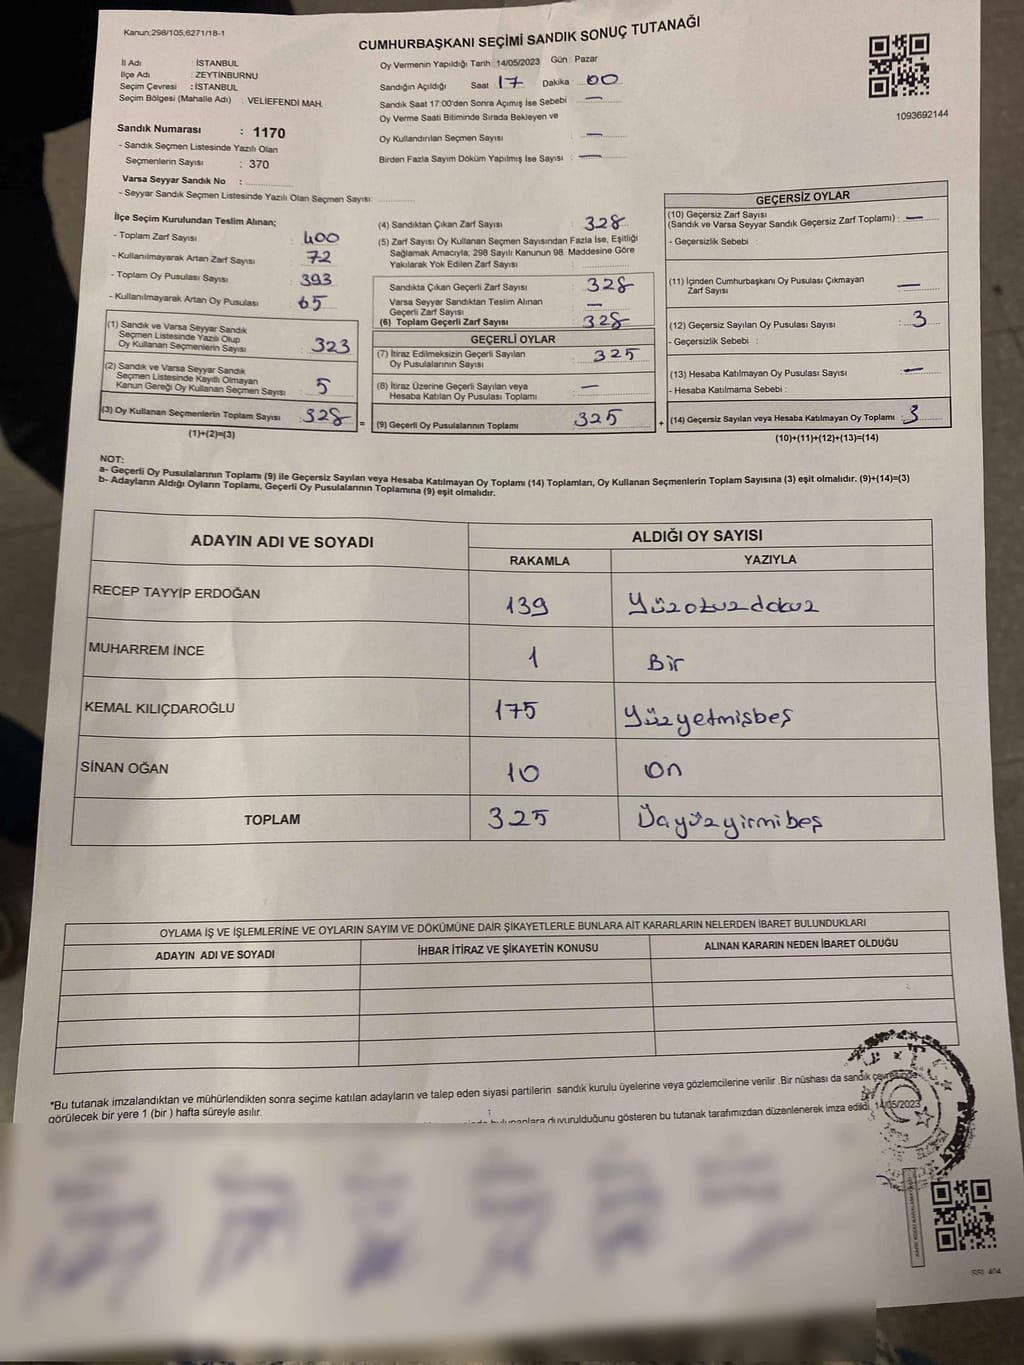 Kanun;298/105,6271/18-1
CUMHURBAŞKANI SEÇİMİ SANDIK SONUÇ TUTANAĞI
İl Adı : İSTANBUL
İlçe Adı : ZEYTİNBURNU
Seçim Çevresi : İSTANBUL
Seçim Bölgesi (Mahalle Adı) : VELİEFENDİ MAH.
Oy Vermenin Yapıldığı Tarih 14/05/2023 Gün : Pazar
Sandığın Açıldığı Saat 17 Dakika 00
Sandık Saat 17:00'den Sonra Açımış İse Sebebi : —
Oy Verme Saati Bitiminde Sırada Bekleyen ve
Oy Kullandırılan Seçmen Sayısı : —
Birden Fazla Sayım Döküm Yapılmış İse Sayısı : —
1093692144
Sandık Numarası : 1170
- Sandık Seçmen Listesinde Yazılı Olan
Seçmenlerin Sayısı : 370
Varsa Seyyar Sandık No :
- Seyyar Sandık Seçmen Listesinde Yazılı Olan Seçmen Sayısı:
İlçe Seçim Kurulundan Teslim Alınan;
- Toplam Zarf Sayısı : 400
- Kullanılmayarak Artan Zarf Sayısı : 72
- Toplam Oy Pusulası Sayısı : 393
- Kullanılmayarak Artan Oy Pusulası : 65
(1) Sandık ve Varsa Seyyar Sandık
Seçmen Listesinde Yazılı Olup
Oy Kullanan Seçmenlerin Sayısı : 323
(2) Sandık ve Varsa Seyyar Sandık
Seçmen Listesinde Kayıtlı Olmayan
Kanun Gereği Oy Kullanan Seçmen Sayısı : 5
(3) Oy Kullanan Seçmenlerin Toplam Sayısı : 328
(1)+(2)=(3)
(4) Sandıktan Çıkan Zarf Sayısı : 328
(5) Zarf Sayısı Oy Kullanan Seçmen Sayısından Fazla İse, Eşitliği
Sağlamak Amacıyla; 298 Sayılı Kanunun 98 Maddesine Göre
Yakılarak Yok Edilen Zarf Sayısı :
Sandıkta Çıkan Geçerli Zarf Sayısı : 328
Varsa Seyyar Sandıktan Teslim Alınan
Geçerli Zarf Sayısı : —
(6) Toplam Geçerli Zarf Sayısı : 328
GEÇERLİ OYLAR
(7) İtiraz Edilmeksizin Geçerli Sayılan
Oy Pusulalarının Sayısı : 325
(8) İtiraz Üzerine Geçerli Sayılan veya
Hesaba Katılan Oy Pusulası Toplamı : —
= (9) Geçerli Oy Pusulalarının Toplamı : 325 +
GEÇERSİZ OYLAR
(10) Geçersiz Zarf Sayısı
(Sandık ve Varsa Seyyar Sandık Geçersiz Zarf Toplamı) : —
- Geçersizlik Sebebi :
(11) İçinden Cumhurbaşkanı Oy Pusulası Çıkmayan
Zarf Sayısı : —
(12) Geçersiz Sayılan Oy Pusulası Sayısı : 3
- Geçersizlik Sebebi :
(13) Hesaba Katılmayan Oy Pusulası Sayısı : —
- Hesaba Katılmama Sebebi :
(14) Geçersiz Sayılan veya Hesaba Katılmayan Oy Toplamı : 3
(10)+(11)+(12)+(13)=(14)
NOT:
a- Geçerli Oy Pusulalarının Toplamı (9) ile Geçersiz Sayılan veya Hesaba Katılmayan Oy Toplamı (14) Toplamları, Oy Kullanan Seçmenlerin Toplam Sayısına (3) eşit olmalıdır. (9)+(14)=(3)
b- Adayların Aldığı Oyların Toplamı, Geçerli Oy Pusulalarının Toplamına (9) eşit olmalıdır.
ADAYIN ADI VE SOYADI ALDIĞI OY SAYISI
RAKAMLA YAZIYLA
RECEP TAYYİP ERDOĞAN 139 Yüzotuzdokuz
MUHARREM İNCE 1 Bir
KEMAL KILIÇDAROĞLU 175 Yüzyetmişbeş
SİNAN OĞAN 10 On
TOPLAM 325 Üçyüzyirmibeş
OYLAMA İŞ VE İŞLEMLERİNE VE OYLARIN SAYIM VE DÖKÜMÜNE DAİR ŞİKAYETLERLE BUNLARA AİT KARARLARIN NELERDEN İBARET BULUNDUKLARI
ADAYIN ADI VE SOYADI İHBAR İTİRAZ VE ŞİKAYETİN KONUSU ALINAN KARARIN NEDEN İBARET OLDUĞU
*Bu tutanak imzalandıktan ve mühürlendikten sonra seçime katılan adayların ve talep eden siyasi partilerin sandık kurulu üyelerine veya gözlemcilerine verilir .Bir nüshası da sandık çevresinde
görülecek bir yere 1 (bir ) hafta süreyle asılır.
bulunanlara duyurulduğunu gösteren bu tutanak tarafımızdan düzenlenerek imza edildi. 14/05/2023